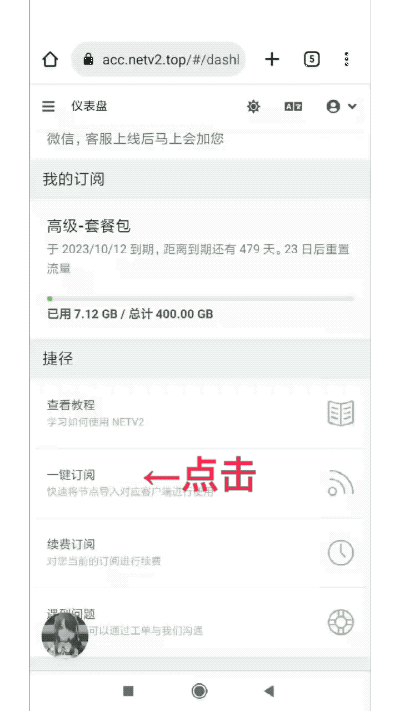 acc.netv2.top/#/dashl
5
仪表盘
微信，客服上线后马上会加您
我的订阅
高级-套餐包
于 2023/10/12 到期，距离到期还有 479 天。23 日后重置
流量
已用 7.12 GB / 总计 400.00 GB
捷径
查看教程
学习如何使用 NETV2
一键订阅
←点击
快速将节点导入对应客户端进行使用
续费订阅
对您当前的订阅进行续费
遇到问题
可以通过工单与我们沟通